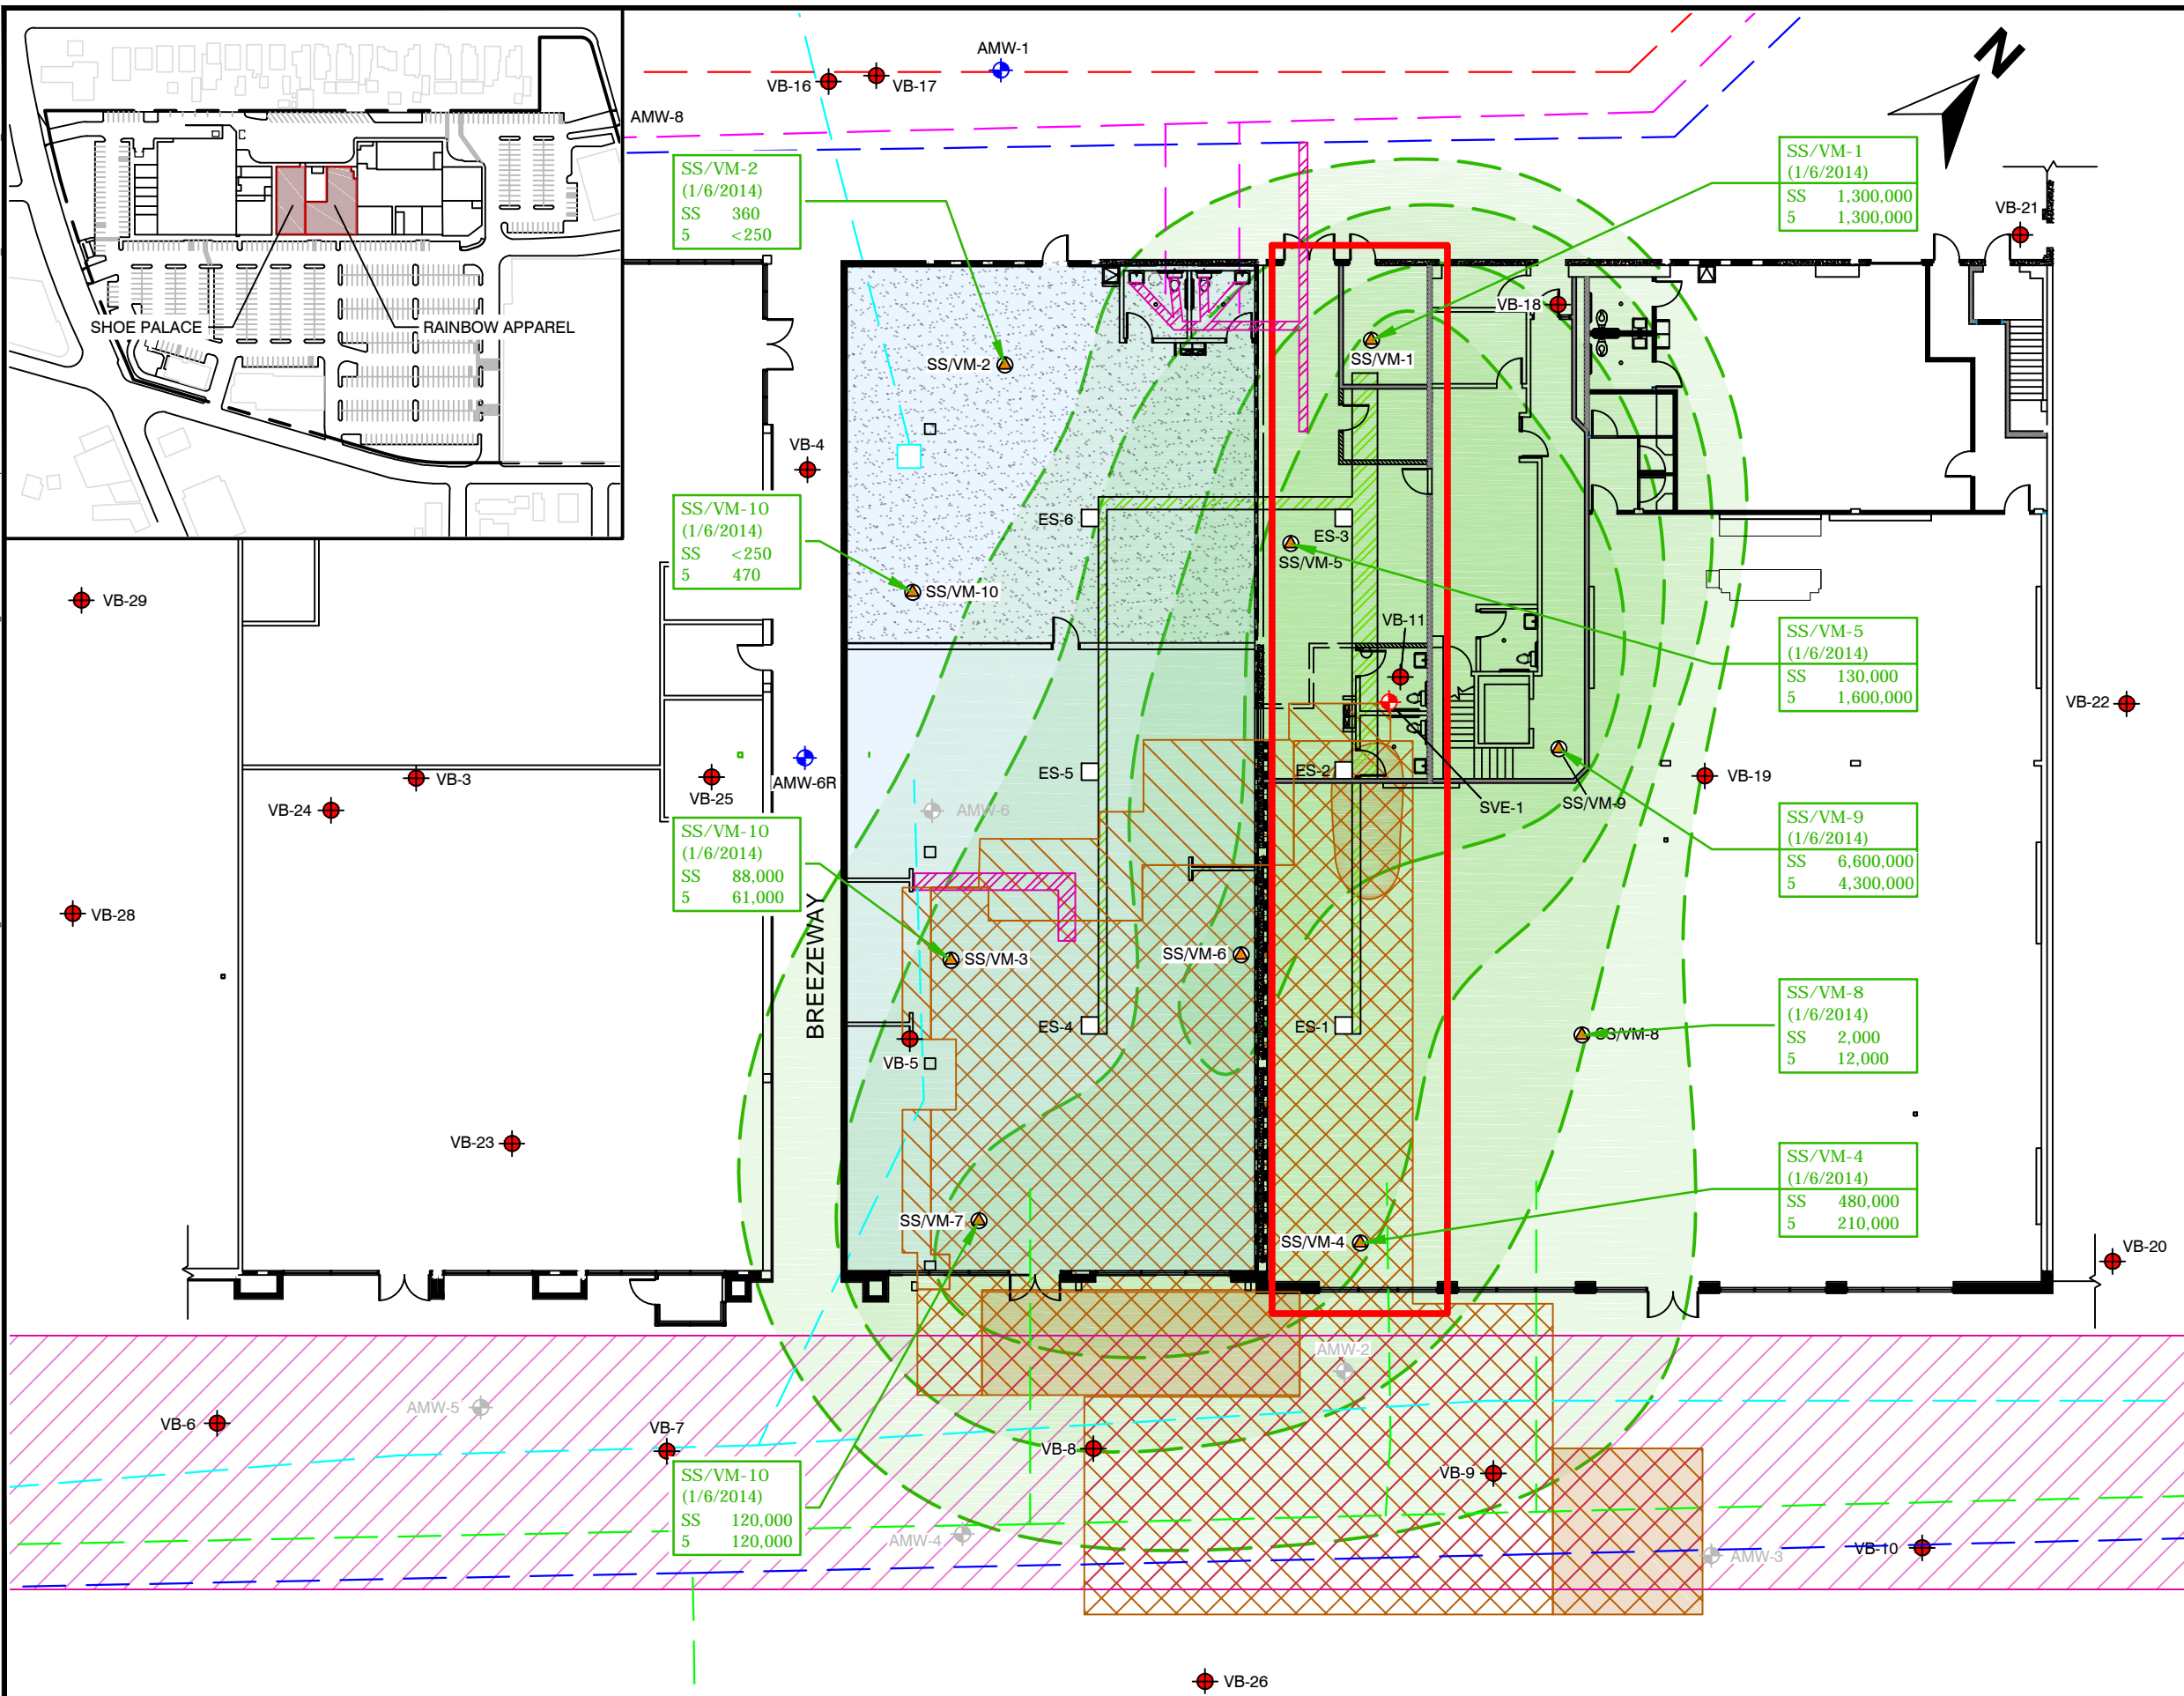 N
AMW-1
VB-16
VB-17
AMW-8
SHOE PALACE
RAINBOW APPAREL
SS/VM-2
(1/6/2014)
SS 360
5 <250
SS/VM-1
(1/6/2014)
SS 1,300,000
5 1,300,000
VB-21
VB-18
SS/VM-1
SS/VM-2
VB-4
SS/VM-10
(1/6/2014)
SS <250
5 470
ES-6
ES-3
SS/VM-5
SS/VM-10
VB-29
VB-11
SS/VM-5
(1/6/2014)
SS 130,000
5 1,600,000
VB-22
VB-3
VB-24
VB-25
AMW-6R
ES-5
ES-2
AMW-6
SVE-1
SS/VM-9
VB-19
SS/VM-10
(1/6/2014)
SS 88,000
5 61,000
SS/VM-9
(1/6/2014)
SS 6,600,000
5 4,300,000
VB-28
BREEZEWAY
SS/VM-3
SS/VM-6
ES-4
ES-1
VB-5
SS/VM-8
SS/VM-8
(1/6/2014)
SS 2,000
5 12,000
VB-23
SS/VM-4
(1/6/2014)
SS 480,000
5 210,000
SS/VM-7
SS/VM-4
VB-20
AMW-2
AMW-5
VB-6
VB-7
VB-8
VB-9
SS/VM-10
(1/6/2014)
SS 120,000
5 120,000
AMW-4
AMW-3
VB-10
VB-26